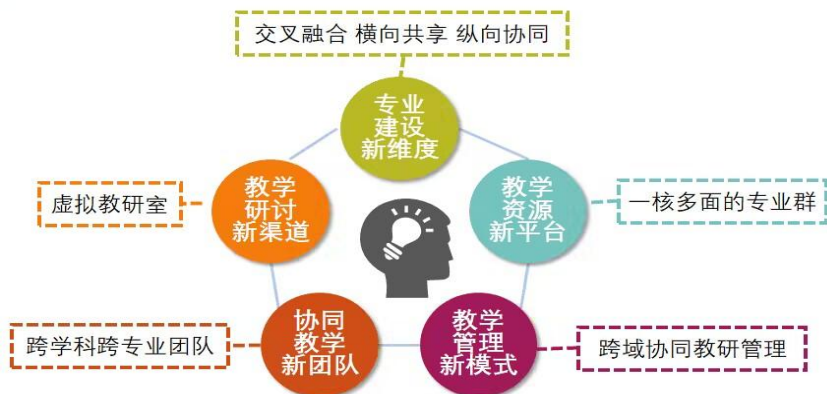 交叉融合 横向共享 纵向协同
专业
建设
新维度
教学
研讨
新渠道
虚拟教研室
教学
资源
新平台
一核多面的专业群
协同
教学
新团队
跨学科跨专业团队
教学
管理
新模式
跨域协同教研管理